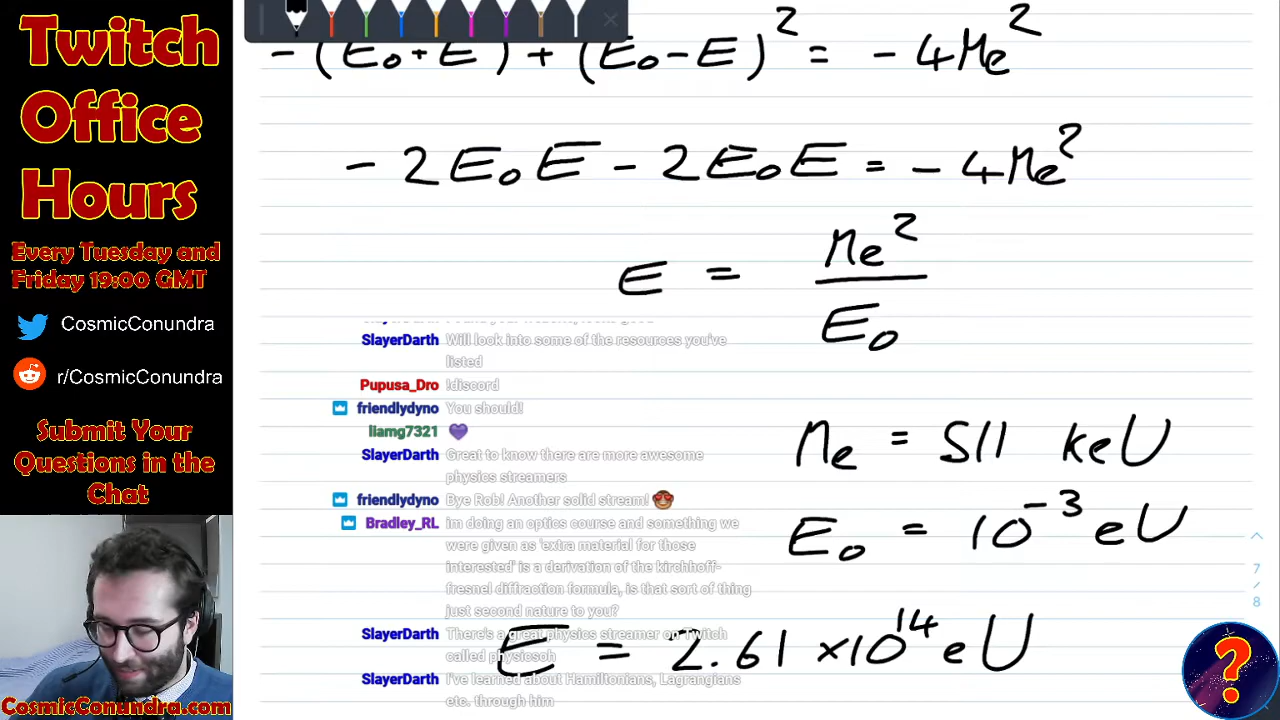 Twitch
Office
Hours
Every Tuesday and
Friday 19:00 GMT
CosmicConundra
r/CosmicConundra
Submit Your
Questions in the
Chat
CosmicConundra.com
- (E₀ + E) + (E₀ - E)² = - 4Me²
- 2E₀E - 2E₀E = - 4Me²
E = Me² / E₀
SlayerDarth Will look into some of the resources you've
listed
Pupusa_Dro !discord
friendlydyno You should!
liamg7321 💜
SlayerDarth Great to know there are more awesome
physics streamers
friendlydyno Bye Rob! Another solid stream! 😎
Bradley_RL im doing an optics course and something we
were given as 'extra material for those
interested' is a derivation of the kirchhoff-
fresnel diffraction formula, is that sort of thing
just second nature to you?
SlayerDarth There's a great physics streamer on Twitch
called physicsoh
SlayerDarth I've learned about Hamiltonians, Lagrangians
etc. through him
Me = 511 keV
E₀ = 10⁻³ eV
E = 2.61 ×10¹⁴ eV
7
/
8
?